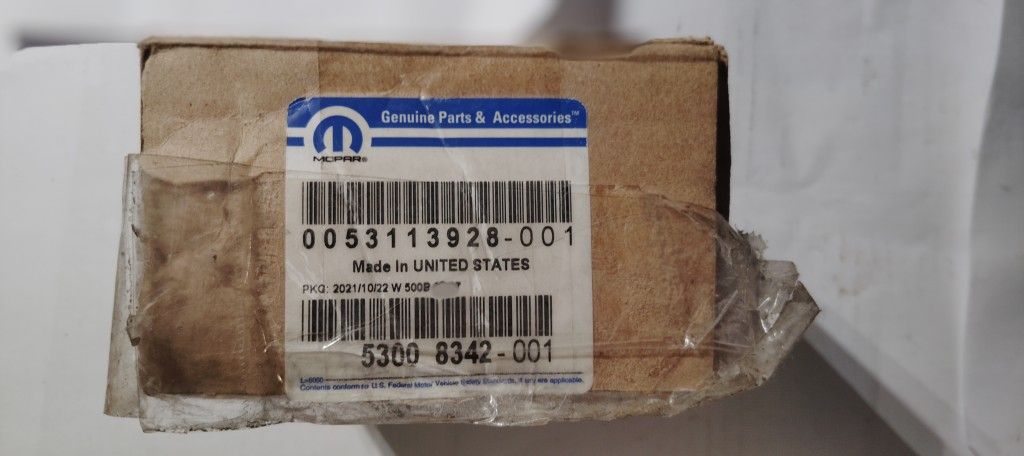 Genuine Parts & Accessories™
MOPAR®
0053113928-001
Made In UNITED STATES
PKG: 2021/10/22 W 500B
5300 8342-001
L-6060
Contents conform to U.S. Federal Motor Vehicle Safety Standards, if any are applicable.